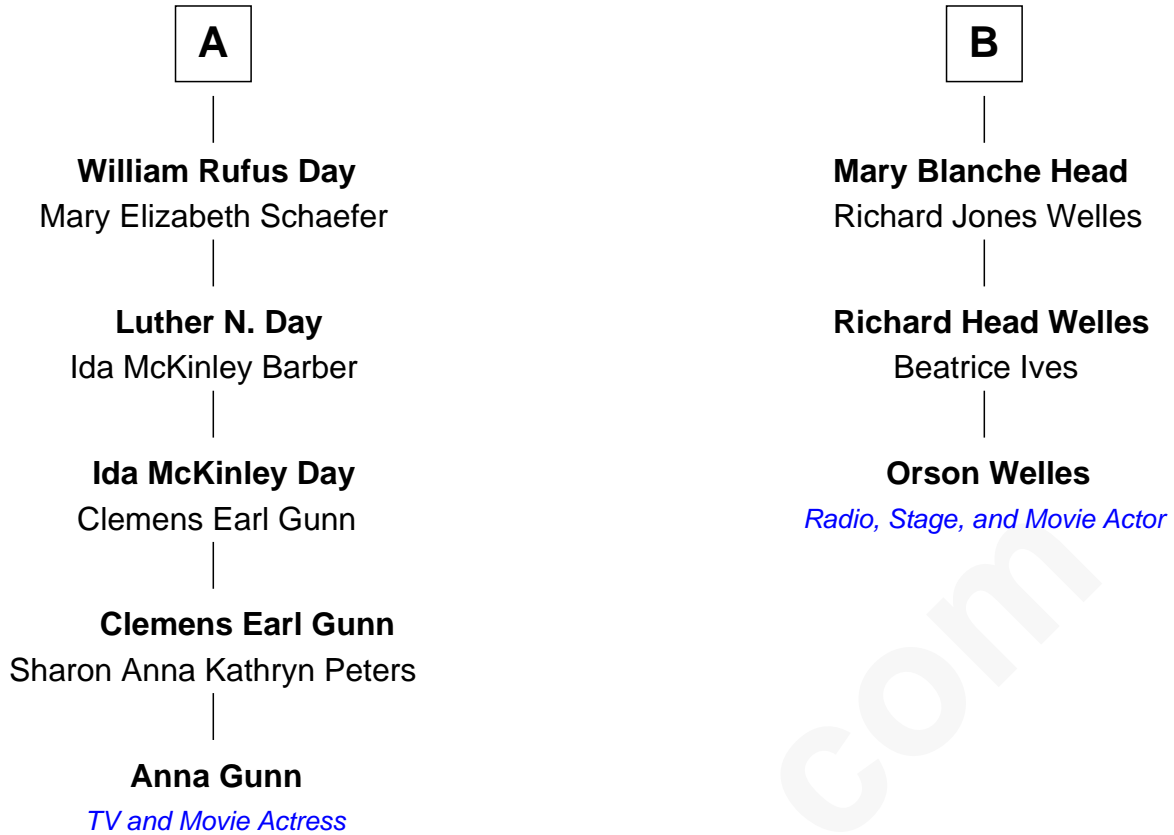 A
William Rufus Day
Mary Elizabeth Schaefer
Luther N. Day
Ida McKinley Barber
Ida McKinley Day
Clemens Earl Gunn
Clemens Earl Gunn
Sharon Anna Kathryn Peters
Anna Gunn
TV and Movie Actress
B
Mary Blanche Head
Richard Jones Welles
Richard Head Welles
Beatrice Ives
Orson Welles
Radio, Stage, and Movie Actor
com